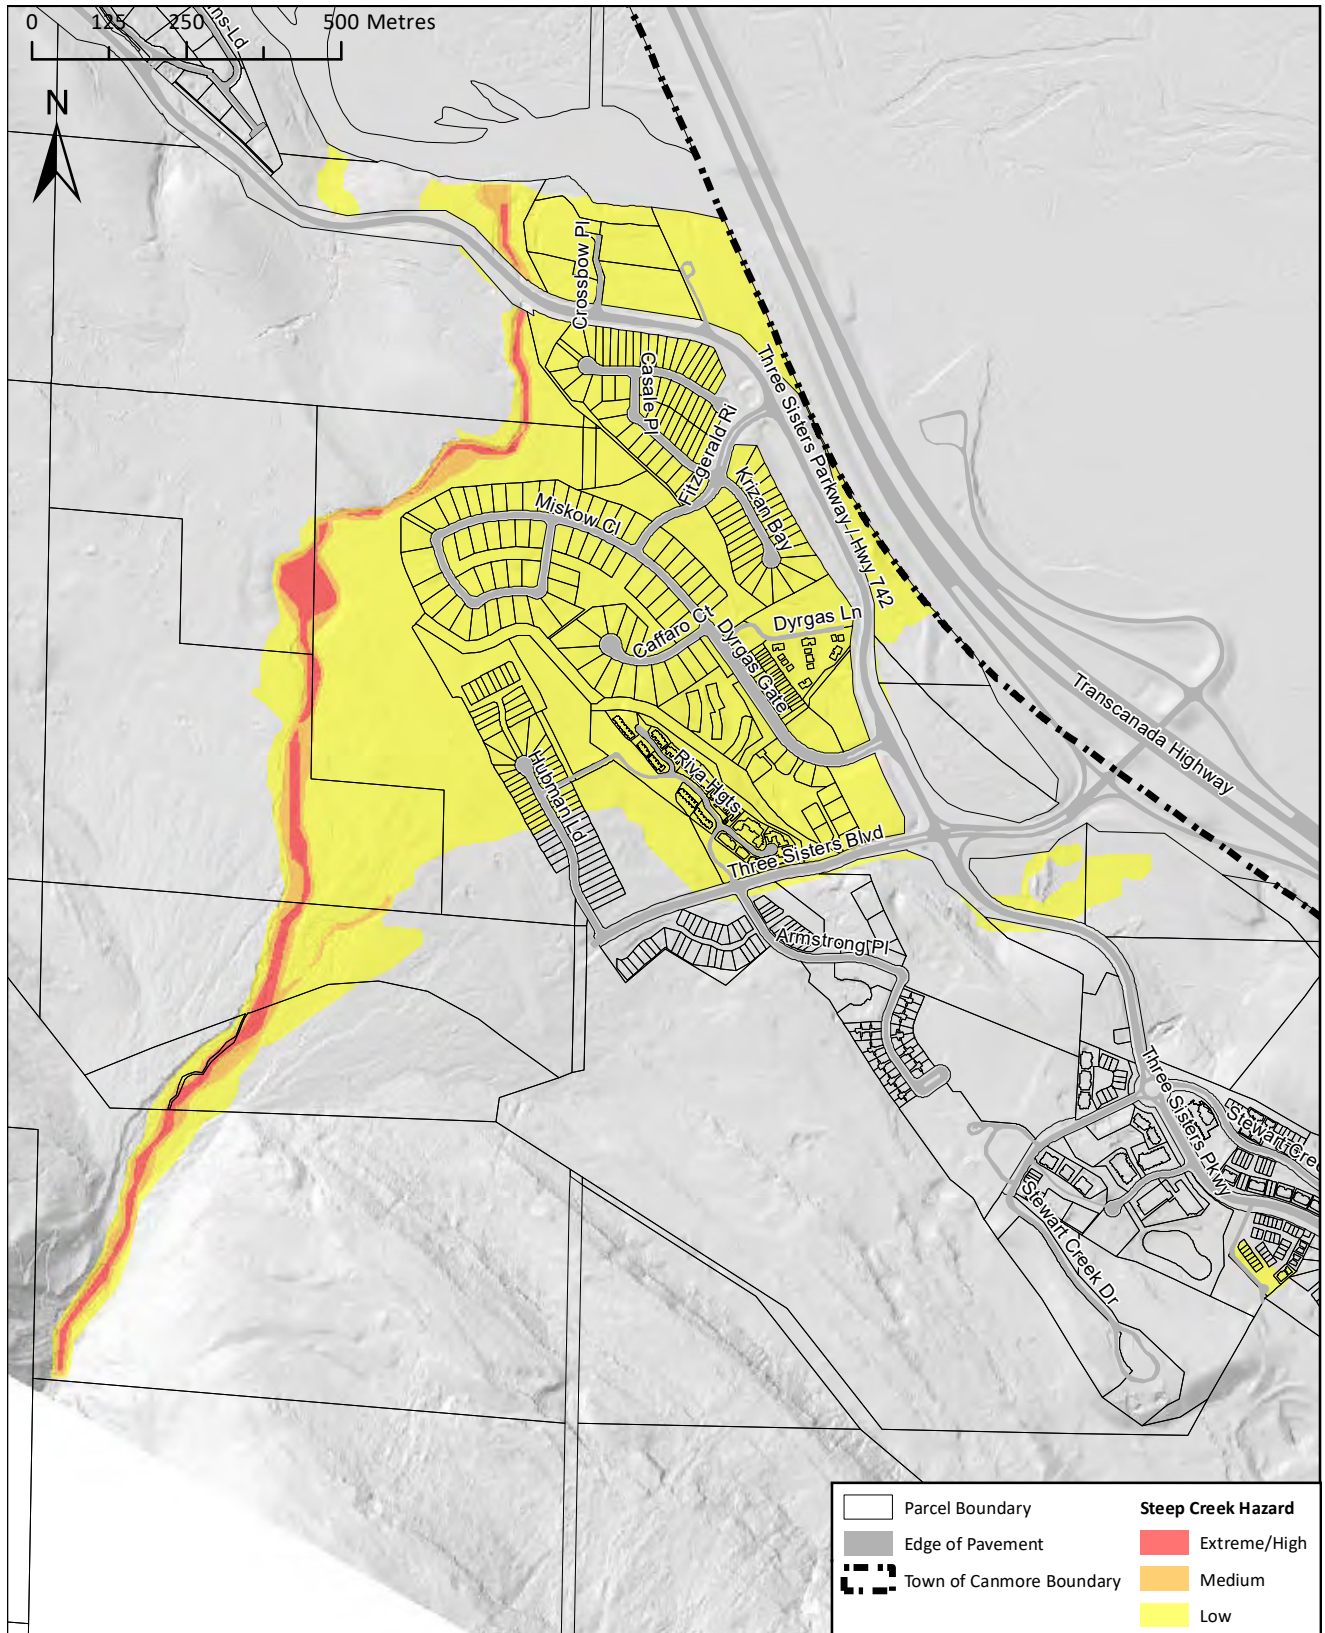 0 125 250 500 Metres
N
Crossbow Pl
Casale Pl
Fitzgerald Ri
Krizan Bay
Three Sisters Parkway / Hwy 742
Miskow Cl
Caffaro Ct
Dyrgas Gate
Dyrgas Ln
Transcanada Highway
Riva Hgts
Hubman Ld
Three Sisters Blvd
Armstrong Pl
Three Sisters Pkwy
Stewart Cree
Stewart Creek Dr
Parcel Boundary
Edge of Pavement
Town of Canmore Boundary
Steep Creek Hazard
Extreme/High
Medium
Low